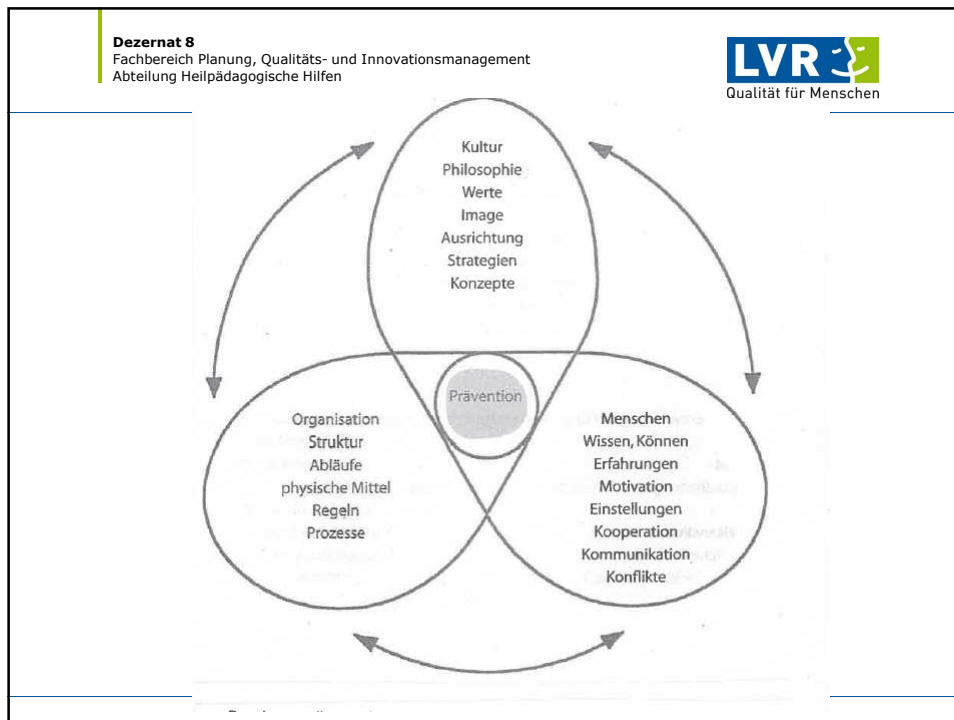 Dezernat 8
Fachbereich Planung, Qualitäts- und Innovationsmanagement
Abteilung Heilpädagogische Hilfen
LVR
Qualität für Menschen
Kultur
Philosophie
Werte
Image
Ausrichtung
Strategien
Konzepte
Prävention
Organisation
Struktur
Abläufe
physische Mittel
Regeln
Prozesse
Menschen
Wissen, Können
Erfahrungen
Motivation
Einstellungen
Kooperation
Kommunikation
Konflikte